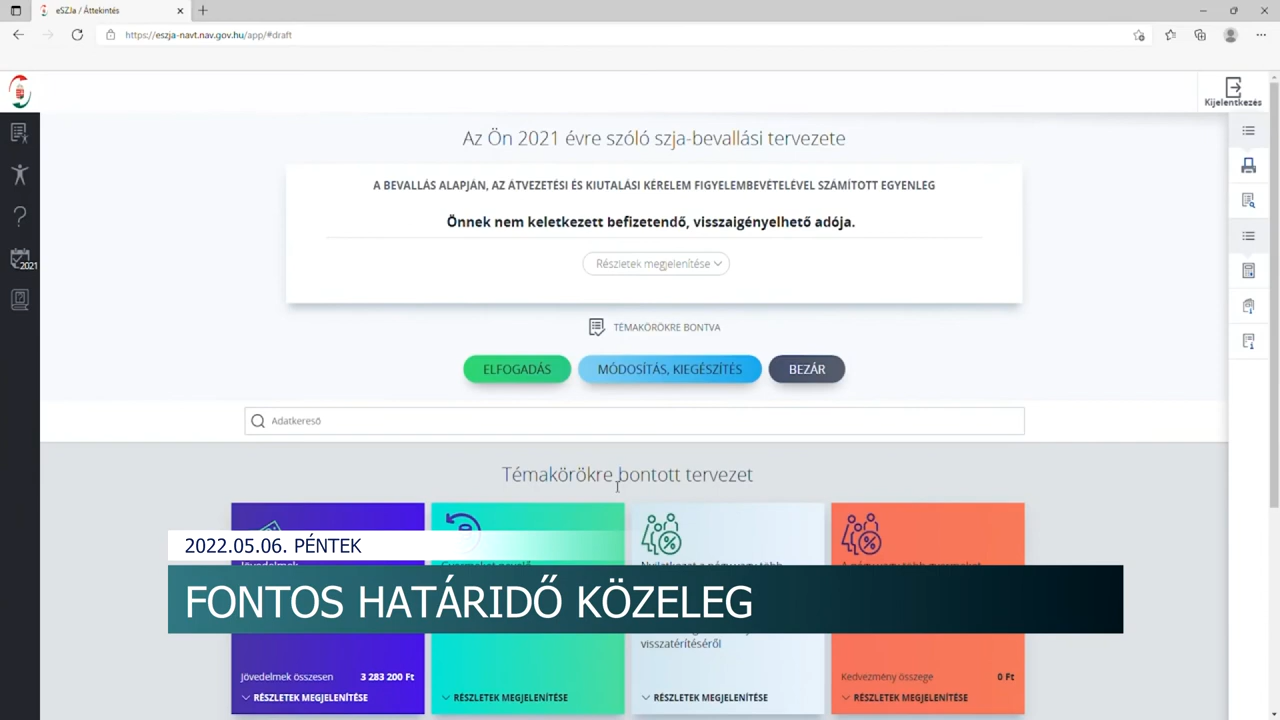 eSZJa / Áttekintés
https://eszja-navt.nav.gov.hu/app/#draft
Kijelentkezés
2021
Az Ön 2021 évre szóló szja-bevallási tervezete
A BEVALLÁS ALAPJÁN, AZ ÁTVEZETÉSI ÉS KIUTALÁSI KÉRELEM FIGYELEMBEVÉTELÉVEL SZÁMÍTOTT EGYENLEG
Önnek nem keletkezett befizetendő, visszaigényelhető adója.
Részletek megjelenítése
TÉMAKÖRÖKRE BONTVA
ELFOGADÁS
MÓDOSÍTÁS, KIEGÉSZÍTÉS
BEZÁR
Adatkereső
Témakörökre bontott tervezet
2022.05.06. PÉNTEK
FONTOS HATÁRIDŐ KÖZELEG
visszatérítéséről
Jövedelmek összesen 3 283 200 Ft
Kedvezmény összege 0 Ft
RÉSZLETEK MEGJELENÍTÉSE
RÉSZLETEK MEGJELENÍTÉSE
RÉSZLETEK MEGJELENÍTÉSE
RÉSZLETEK MEGJELENÍTÉSE